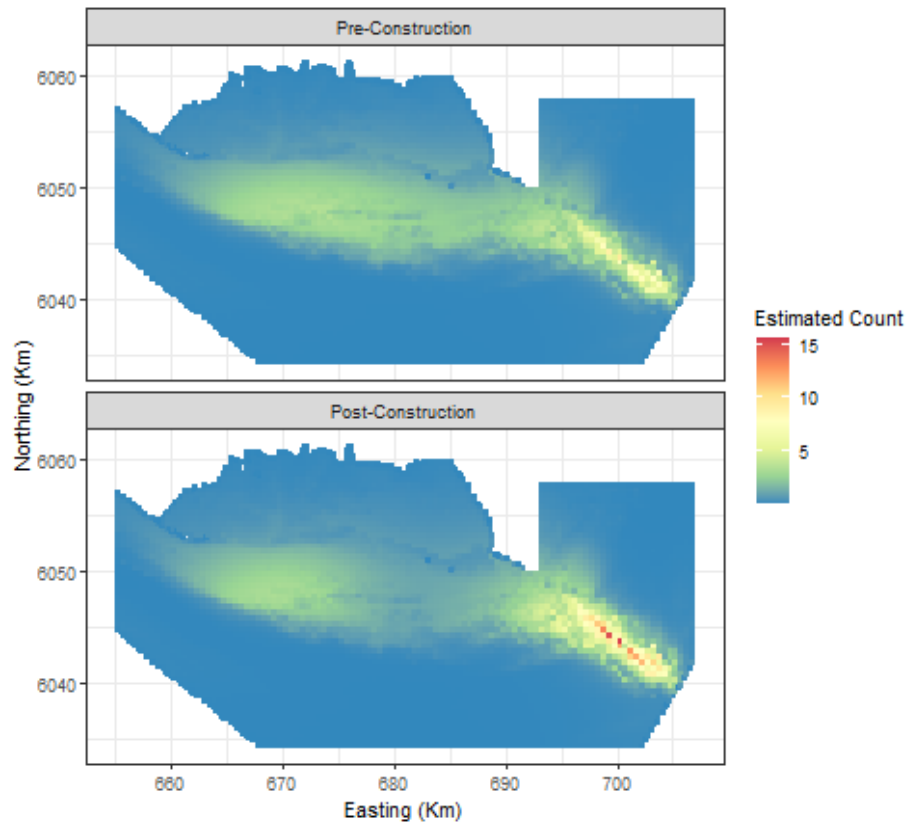 Pre-Construction
6060
6050
6040
Post-Construction
6060
6050
6040
Northing (Km)
660 670 680 690 700
Easting (Km)
Estimated Count
15
10
5